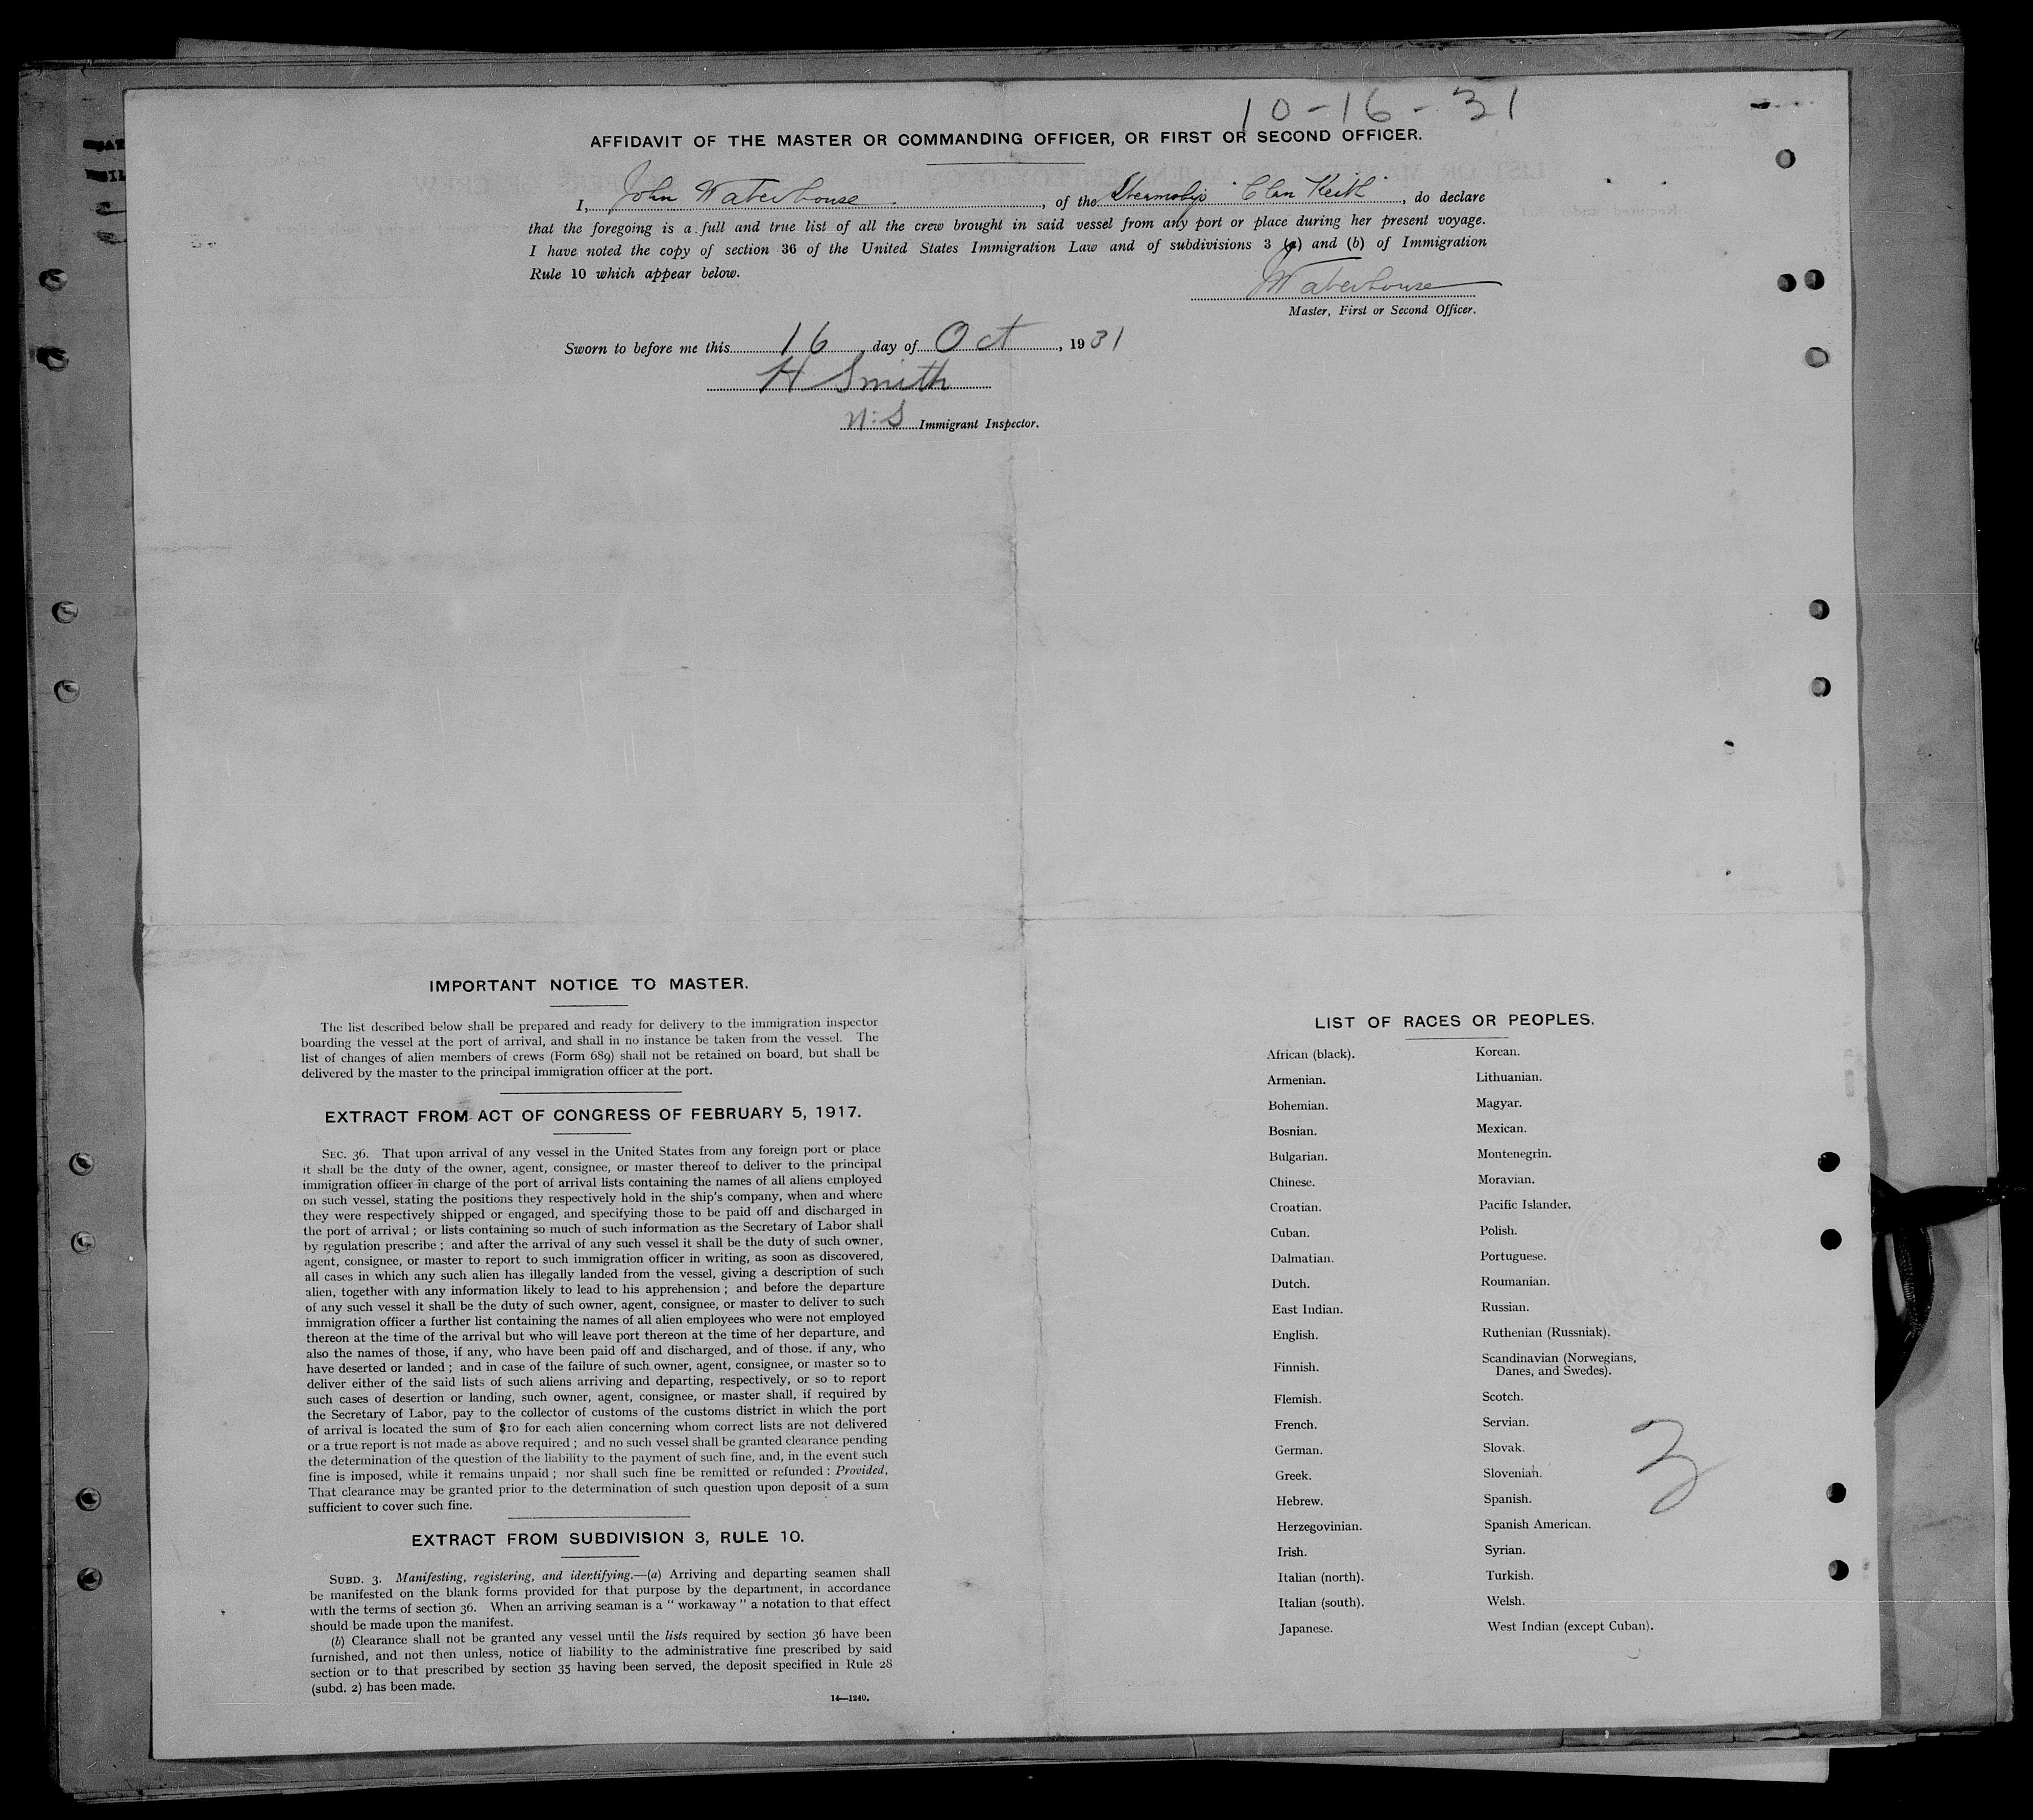 10-16-31
AFFIDAVIT OF THE MASTER OR COMMANDING OFFICER, OR FIRST OR SECOND OFFICER.
I, John Waterhouse, of the Steamship "Clan Keith", do declare
that the foregoing is a full and true list of all the crew brought in said vessel from any port or place during her present voyage.
I have noted the copy of section 36 of the United States Immigration Law and of subdivisions 3 (a) and (b) of Immigration
Rule 10 which appear below.
JWaterhouse
Master, First or Second Officer.
Sworn to before me this 16 day of Oct, 1931
H Smith
Immigrant Inspector.
IMPORTANT NOTICE TO MASTER.
The list described below shall be prepared and ready for delivery to the immigration inspector
boarding the vessel at the port of arrival, and shall in no instance be taken from the vessel. The
list of changes of alien members of crews (Form 689) shall not be retained on board, but shall be
delivered by the master to the principal immigration officer at the port.
EXTRACT FROM ACT OF CONGRESS OF FEBRUARY 5, 1917.
SEC. 36. That upon arrival of any vessel in the United States from any foreign port or place
it shall be the duty of the owner, agent, consignee, or master thereof to deliver to the principal
immigration officer in charge of the port of arrival lists containing the names of all aliens employed
on such vessel, stating the positions they respectively hold in the ship's company, when and where
they were respectively shipped or engaged, and specifying those to be paid off and discharged in
the port of arrival; or lists containing so much of such information as the Secretary of Labor shall
by regulation prescribe; and after the arrival of any such vessel it shall be the duty of such owner,
agent, consignee, or master to report to such immigration officer in writing, as soon as discovered,
all cases in which any such alien has illegally landed from the vessel, giving a description of such
alien, together with any information likely to lead to his apprehension; and before the departure
of any such vessel it shall be the duty of such owner, agent, consignee, or master to deliver to such
immigration officer a further list containing the names of all alien employees who were not employed
thereon at the time of the arrival but who will leave port thereon at the time of her departure, and
also the names of those, if any, who have been paid off and discharged, and of those, if any, who
have deserted or landed; and in case of the failure of such owner, agent, consignee, or master so to
deliver either of the said lists of such aliens arriving and departing, respectively, or so to report
such cases of desertion or landing, such owner, agent, consignee, or master shall, if required by
the Secretary of Labor, pay to the collector of customs of the customs district in which the port
of arrival is located the sum of $10 for each alien concerning whom correct lists are not delivered
or a true report is not made as above required; and no such vessel shall be granted clearance pending
the determination of the question of the liability to the payment of such fine, and, in the event such
fine is imposed, while it remains unpaid; nor shall such fine be remitted or refunded: Provided,
That clearance may be granted prior to the determination of such question upon deposit of a sum
sufficient to cover such fine.
EXTRACT FROM SUBDIVISION 3, RULE 10.
SUBD. 3. Manifesting, registering, and identifying.—(a) Arriving and departing seamen shall
be manifested on the blank forms provided for that purpose by the department, in accordance
with the terms of section 36. When an arriving seaman is a "workaway" a notation to that effect
should be made upon the manifest.
(b) Clearance shall not be granted any vessel until the lists required by section 36 have been
furnished, and not then unless, notice of liability to the administrative fine prescribed by said
section or to that prescribed by section 35 having been served, the deposit specified in Rule 28
(subd. 2) has been made.
14—1240.
LIST OF RACES OR PEOPLES.
African (black).
Armenian.
Bohemian.
Bosnian.
Bulgarian.
Chinese.
Croatian.
Cuban.
Dalmatian.
Dutch.
East Indian.
English.
Finnish.
Flemish.
French.
German.
Greek.
Hebrew.
Herzegovinian.
Irish.
Italian (north).
Italian (south).
Japanese.
Korean.
Lithuanian.
Magyar.
Mexican.
Montenegrin.
Moravian.
Pacific Islander.
Polish.
Portuguese.
Roumanian.
Russian.
Ruthenian (Russniak).
Scandinavian (Norwegians,
Danes, and Swedes).
Scotch.
Servian.
Slovak.
Slovenian.
Spanish.
Spanish American.
Syrian.
Turkish.
Welsh.
West Indian (except Cuban).
3